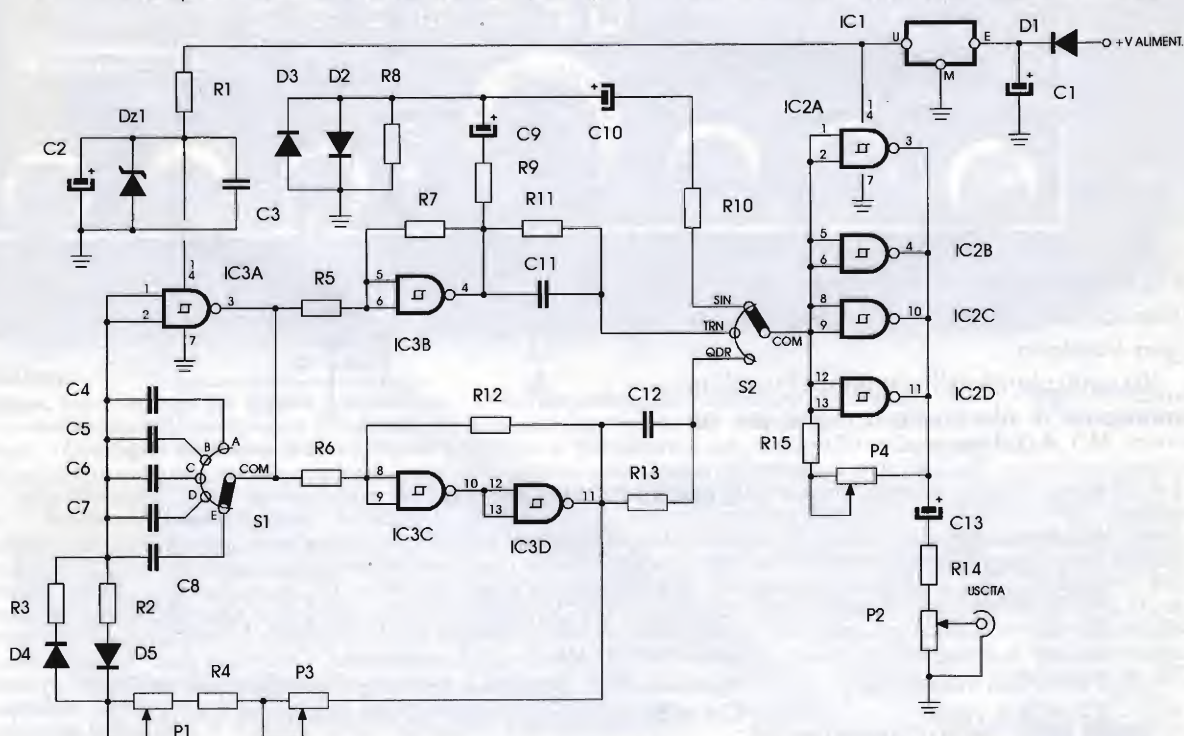 IC1
D1
U
E
+V ALIMENT.
M
C1
R1
D3
D2
R8
IC2A
Dz1
C2
+
C9
+
C10
1
4
1
2
3
7
C3
R9
R10
R7
R11
5
6
4
IC2B
1
4
IC3A
1
2
3
7
R5
5
6
4
C11
IC3B
SIN
TRN
QDR
COM
S2
8
9
10
IC2C
C4
C5
C6
C7
C8
A
B
C
D
E
COM
S1
R12
C12
12
13
11
IC2D
R6
8
9
10
12
13
11
R13
R15
P4
IC3C
IC3D
+
C13
R3
R2
R14
USCITA
P2
D4
D5
R4
P3
P1